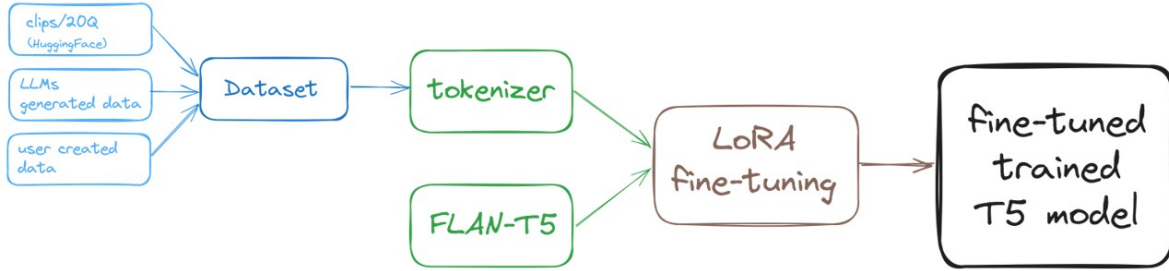 clips/20Q
(HuggingFace)
LLMs
generated data
user created
data
Dataset
tokenizer
FLAN-T5
LoRA
fine-tuning
fine-tuned
trained
T5 model